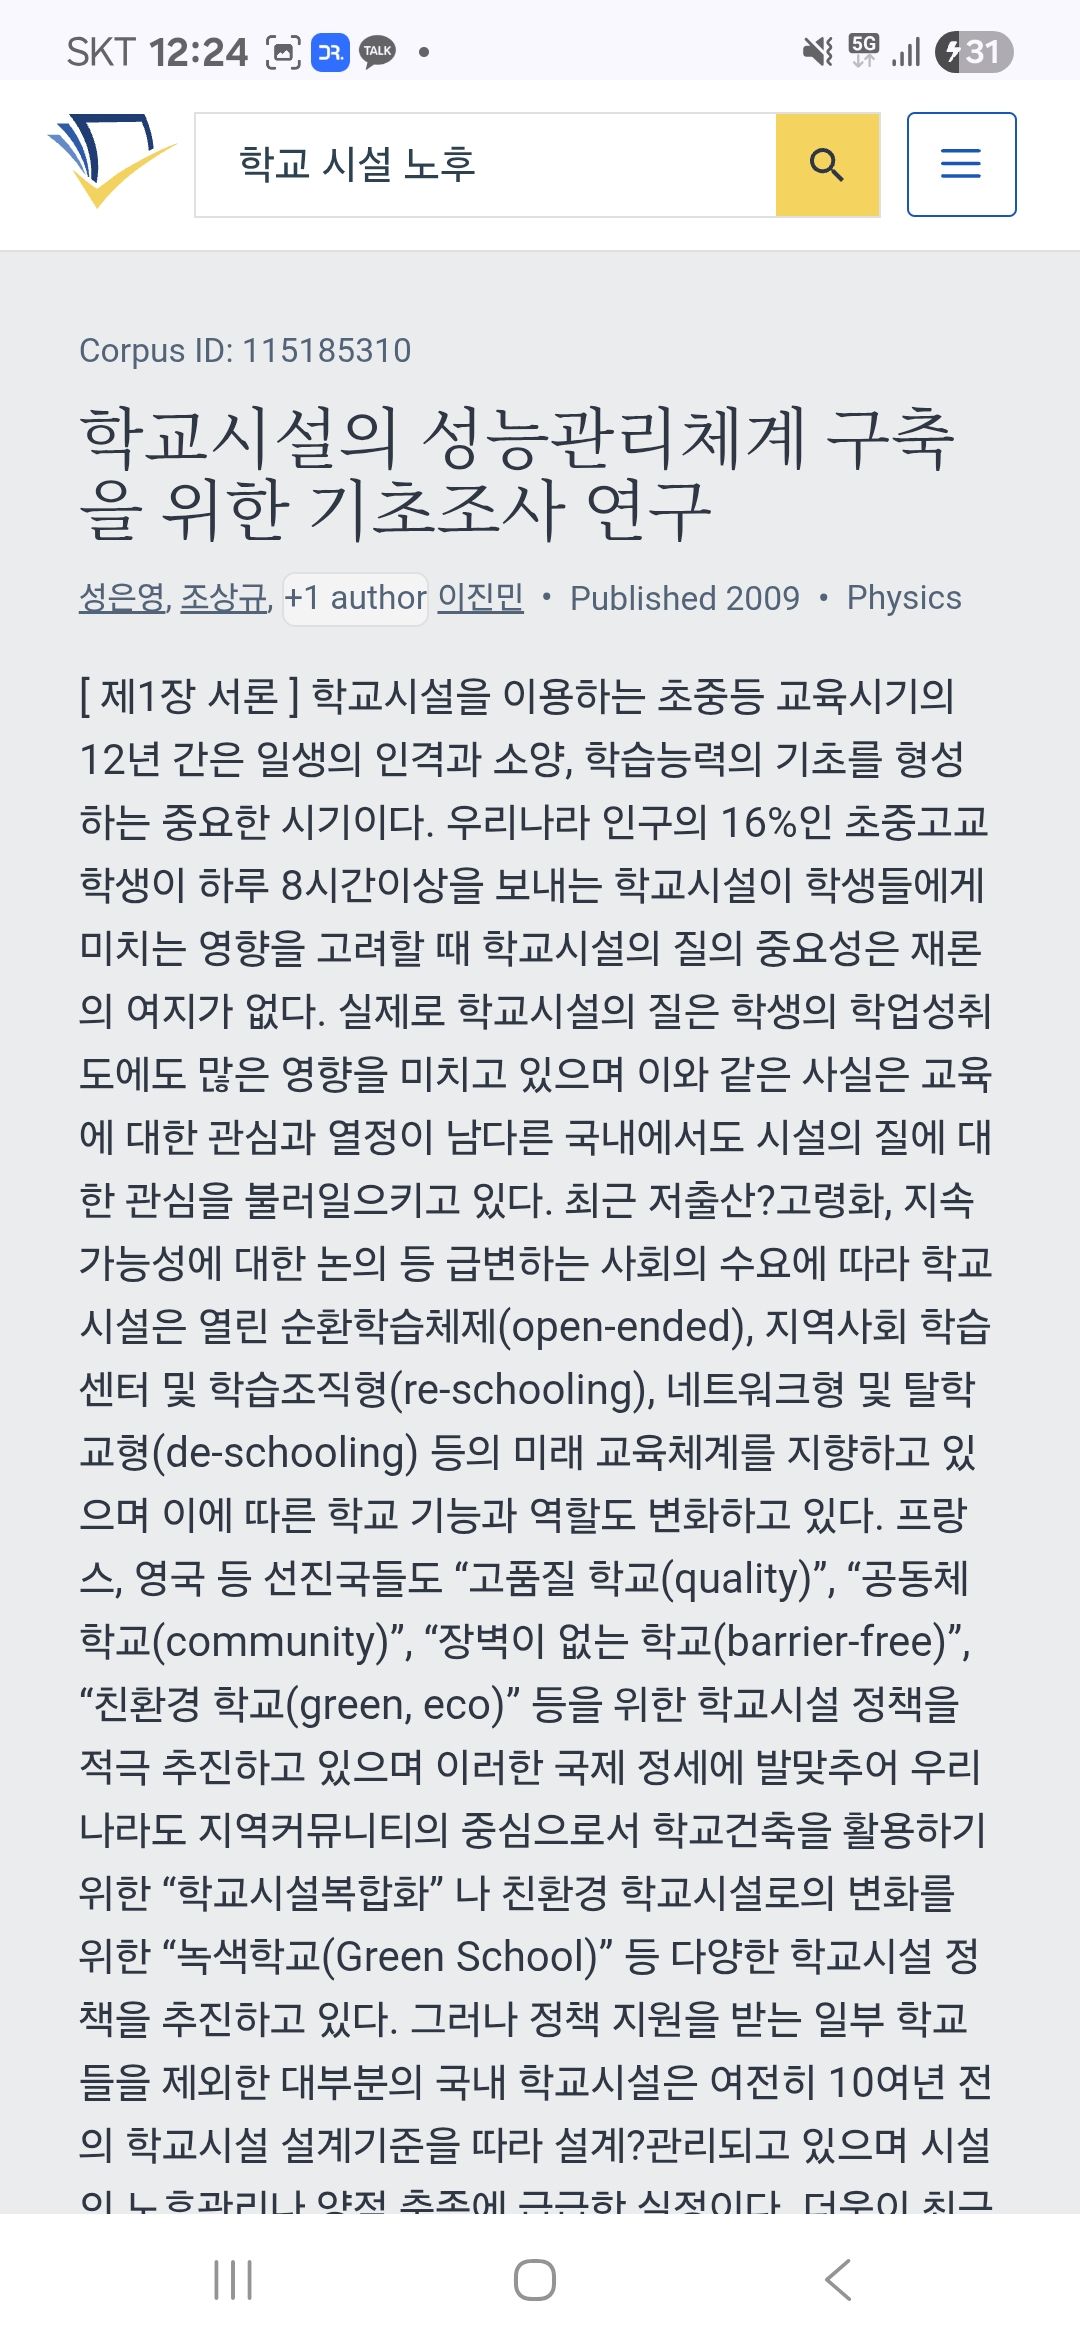 SKT 12:24 DR. TALK 5G 31
학교 시설 노후
Corpus ID: 115185310
학교시설의 성능관리체계 구축
을 위한 기초조사 연구
성은영, 조상규, +1 author 이진민 • Published 2009 • Physics
[ 제1장 서론 ] 학교시설을 이용하는 초중등 교육시기의
12년 간은 일생의 인격과 소양, 학습능력의 기초를 형성
하는 중요한 시기이다. 우리나라 인구의 16%인 초중고교
학생이 하루 8시간이상을 보내는 학교시설이 학생들에게
미치는 영향을 고려할 때 학교시설의 질의 중요성은 재론
의 여지가 없다. 실제로 학교시설의 질은 학생의 학업성취
도에도 많은 영향을 미치고 있으며 이와 같은 사실은 교육
에 대한 관심과 열정이 남다른 국내에서도 시설의 질에 대
한 관심을 불러일으키고 있다. 최근 저출산?고령화, 지속
가능성에 대한 논의 등 급변하는 사회의 수요에 따라 학교
시설은 열린 순환학습체제(open-ended), 지역사회 학습
센터 및 학습조직형(re-schooling), 네트워크형 및 탈학
교형(de-schooling) 등의 미래 교육체계를 지향하고 있
으며 이에 따른 학교 기능과 역할도 변화하고 있다. 프랑
스, 영국 등 선진국들도 “고품질 학교(quality)”, “공동체
학교(community)”, “장벽이 없는 학교(barrier-free)”,
“친환경 학교(green, eco)” 등을 위한 학교시설 정책을
적극 추진하고 있으며 이러한 국제 정세에 발맞추어 우리
나라도 지역커뮤니티의 중심으로서 학교건축을 활용하기
위한 “학교시설복합화” 나 친환경 학교시설로의 변화를
위한 “녹색학교(Green School)” 등 다양한 학교시설 정
책을 추진하고 있다. 그러나 정책 지원을 받는 일부 학교
들을 제외한 대부분의 국내 학교시설은 여전히 10여년 전
의 학교시설 설계기준을 따라 설계?관리되고 있으며 시설
의 노후관리나 양적 충족에 급급한 실정이다. 더욱이 최근